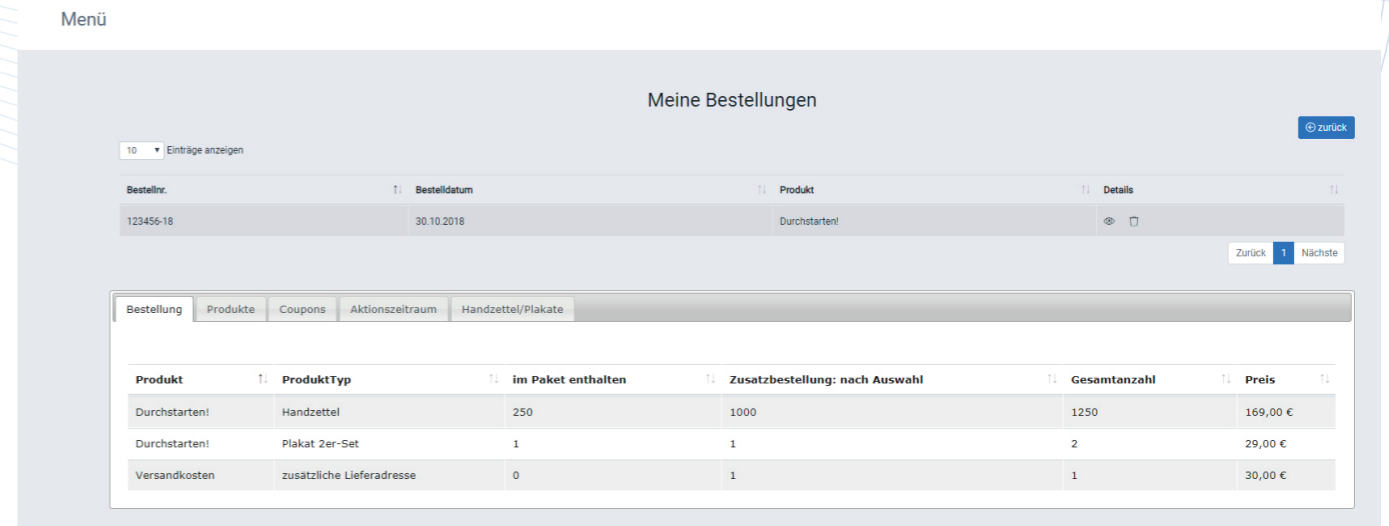 Menü
Meine Bestellungen
zurück
10 Einträge anzeigen
Bestellnr. Bestelldatum Produkt Details
123456-18 30.10.2018 Durchstarten!
Zurück 1 Nächste
Bestellung Produkte Coupons Aktionszeitraum Handzettel/Plakate
Produkt ProduktTyp im Paket enthalten Zusatzbestellung: nach Auswahl Gesamtanzahl Preis
Durchstarten! Handzettel 250 1000 1250 169,00 €
Durchstarten! Plakat 2er-Set 1 1 2 29,00 €
Versandkosten zusätzliche Lieferadresse 0 1 1 30,00 €